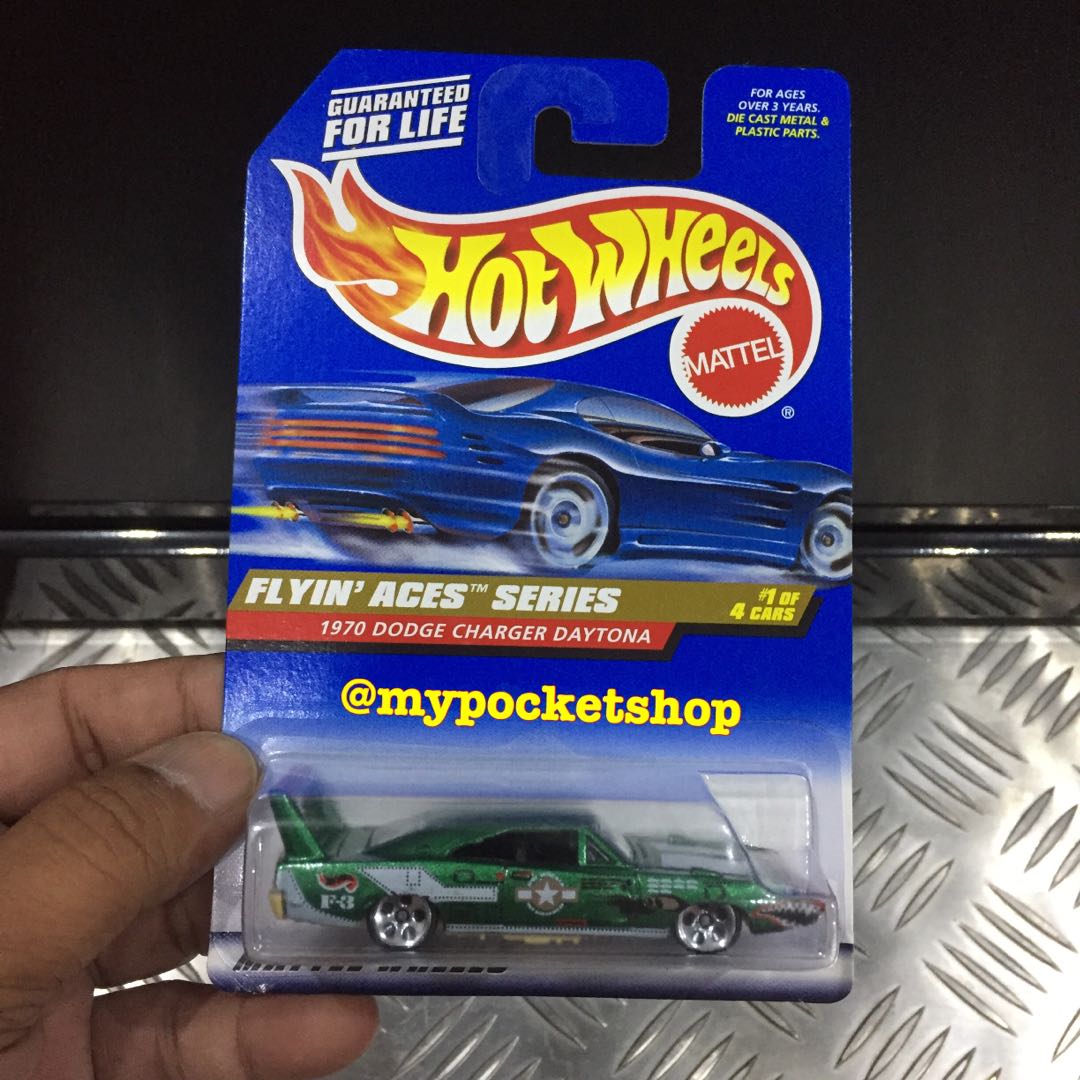 GUARANTEED
FOR LIFE
FOR AGES
OVER 3 YEARS.
DIE CAST METAL &
PLASTIC PARTS.
HOT WHEELS
MATTEL
®
FLYIN' ACES™ SERIES
#1 OF
4 CARS
1970 DODGE CHARGER DAYTONA
@mypocketshop
F-3